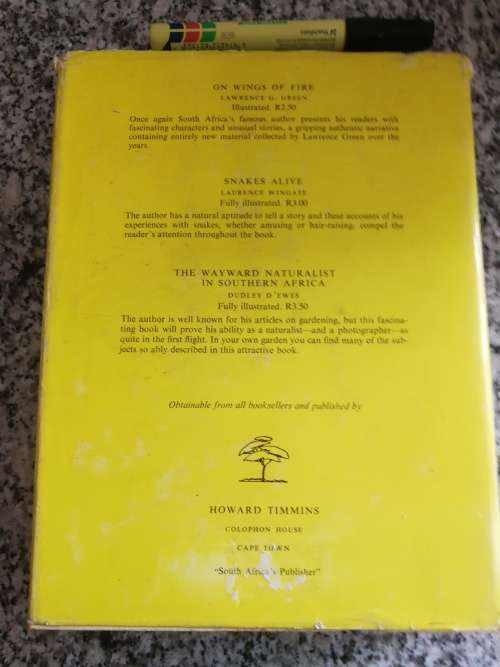 ON WINGS OF FIRE
LAWRENCE G. GREEN
Illustrated. R2.50
Once again South Africa's famous author presents his readers with
fascinating characters and unusual stories, a gripping authentic narrative
containing entirely new material collected by Lawrence Green over the
years.
SNAKES ALIVE
LAURENCE WINGATE
Fully illustrated. R3.00
The author has a natural aptitude to tell a story and these accounts of his
experiences with snakes, whether amusing or hair-raising, compel the
reader's attention throughout the book.
THE WAYWARD NATURALIST
IN SOUTHERN AFRICA
DUDLEY D'EWES
Fully illustrated. R3.50
The author is well known for his articles on gardening, but this fascina-
ting book will prove his ability as a naturalist—and a photographer—as
quite in the first flight. In your own garden you can find many of the sub-
jects so ably described in this attractive book.
Obtainable from all booksellers and published by
HOWARD TIMMINS
COLOPHON HOUSE
CAPE TOWN
"South Africa's Publisher"